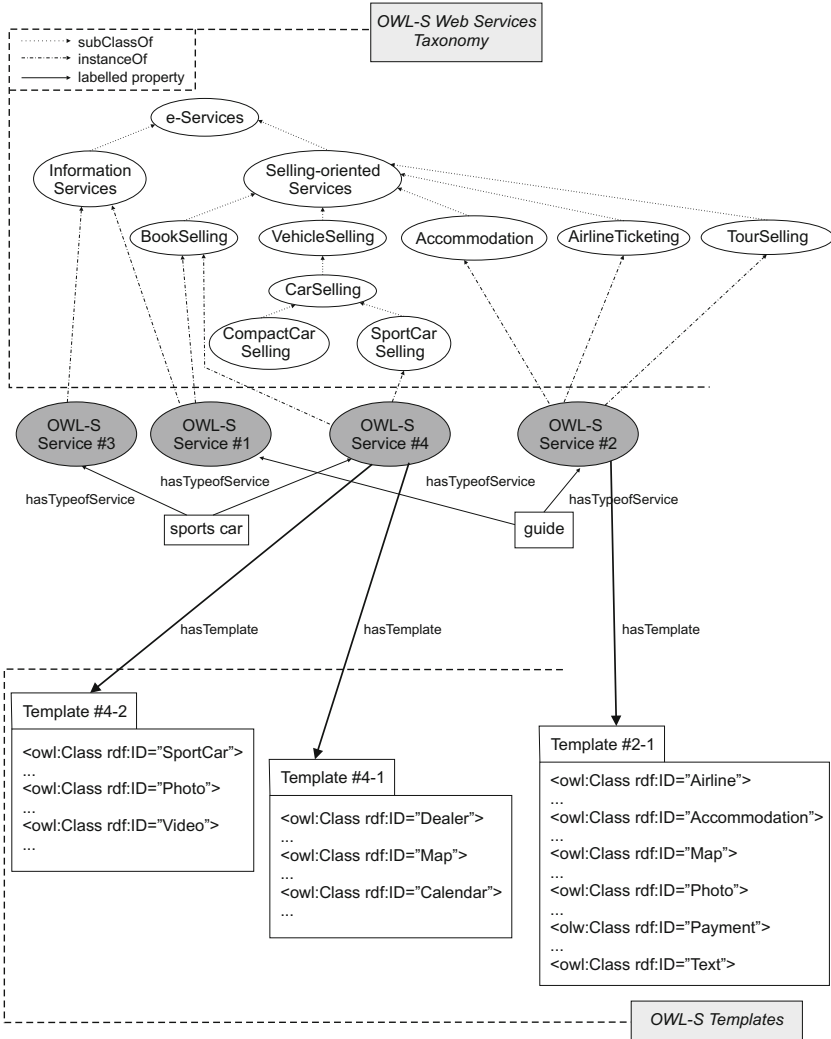 OWL-S Web Services
Taxonomy
subClassOf
instanceOf
labelled property
e-Services
Information
Services
Selling-oriented
Services
BookSelling
VehicleSelling
Accommodation
AirlineTicketing
TourSelling
CarSelling
CompactCar
Selling
SportCar
Selling
OWL-S
Service #3
OWL-S
Service #1
OWL-S
Service #4
OWL-S
Service #2
hasTypeofService
hasTypeofService
hasTypeofService
hasTypeofService
sports car
guide
hasTemplate
hasTemplate
hasTemplate
Template #4-2
<owl:Class rdf:ID=”SportCar”>
...
<owl:Class rdf:ID=”Photo”>
...
<owl:Class rdf:ID=”Video”>
...
Template #4-1
<owl:Class rdf:ID=”Dealer”>
...
<owl:Class rdf:ID=”Map”>
...
<owl:Class rdf:ID=”Calendar”>
...
Template #2-1
<owl:Class rdf:ID=”Airline”>
...
<owl:Class rdf:ID=”Accommodation”>
...
<owl:Class rdf:ID=”Map”>
...
<owl:Class rdf:ID=”Photo”>
...
<olw:Class rdf:ID=”Payment”>
...
<owl:Class rdf:ID=”Text”>
OWL-S Templates